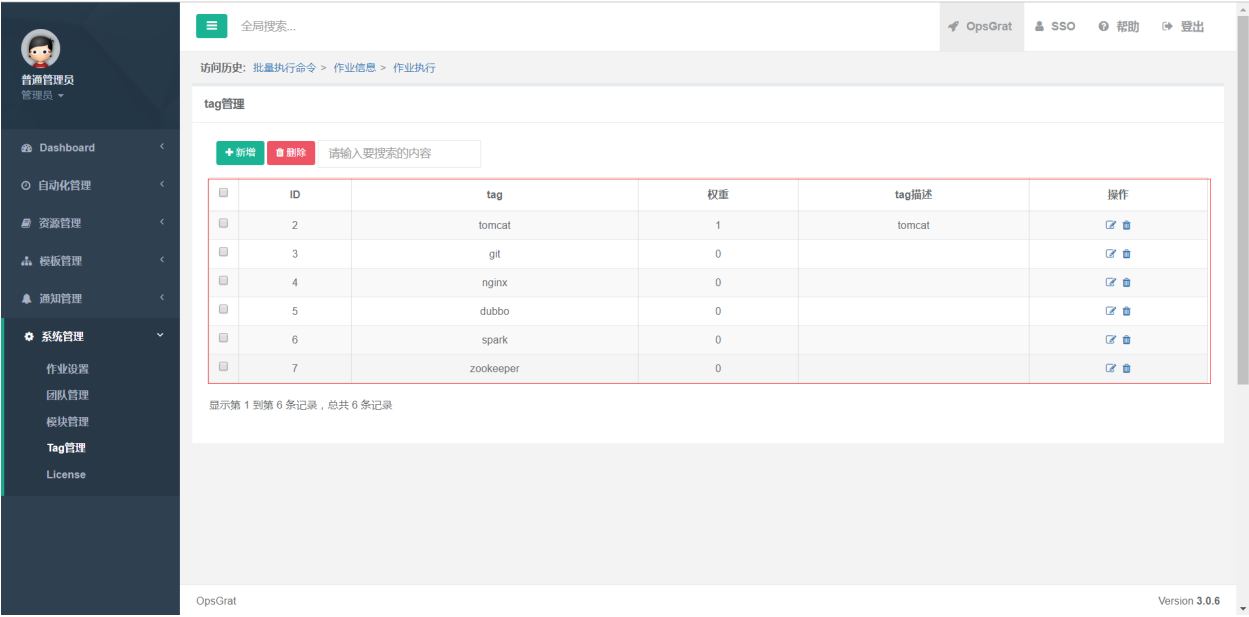 全局搜索...
OpsGrat
SSO
帮助
登出
普通管理员
管理员
Dashboard
自动化管理
资源管理
模板管理
通知管理
系统管理
作业设置
团队管理
模块管理
Tag管理
License
访问历史: 批量执行命令 > 作业信息 > 作业执行
tag管理
新增 删除 请输入要搜索的内容
ID tag 权重 tag描述 操作
2 tomcat 1 tomcat
3 git 0
4 nginx 0
5 dubbo 0
6 spark 0
7 zookeeper 0
显示第 1 到第 6 条记录，总共 6 条记录
OpsGrat
Version 3.0.6